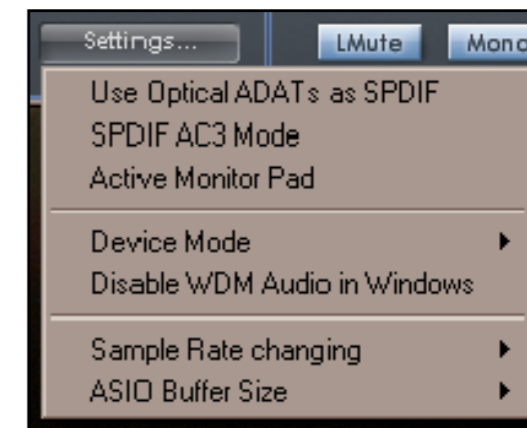 Settings... LMute Mono
Use Optical ADATs as SPDIF
SPDIF AC3 Mode
Active Monitor Pad
Device Mode
Disable WDM Audio in Windows
Sample Rate changing
ASIO Buffer Size